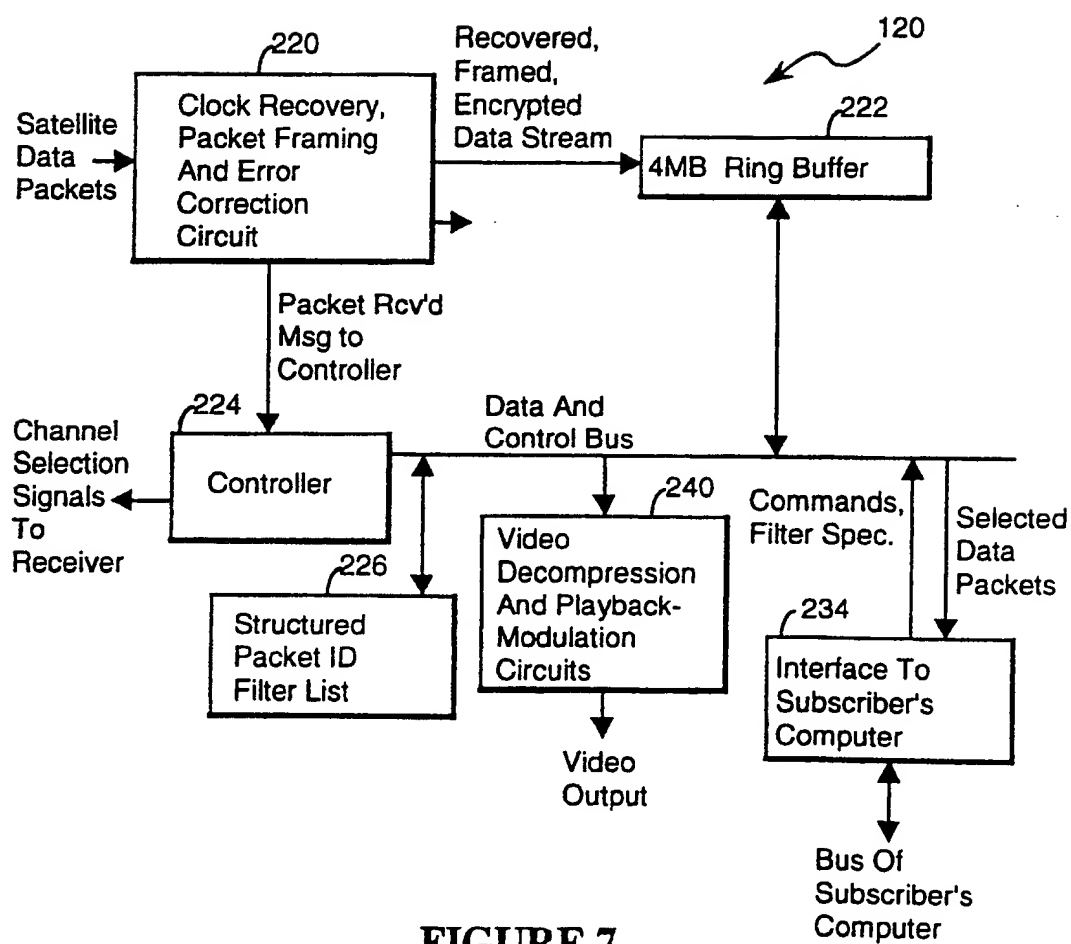 220
Recovered,
Framed,
Encrypted
Data Stream
120
Satellite
Data
Packets
Clock Recovery,
Packet Framing
And Error
Correction
Circuit
222
4MB Ring Buffer
Packet Rcv'd
Msg to
Controller
224
Channel
Selection
Signals
To
Receiver
Controller
Data And
Control Bus
226
Structured
Packet ID
Filter List
240
Video
Decompression
And Playback-
Modulation
Circuits
Video
Output
Commands,
Filter Spec.
Selected
Data
Packets
234
Interface To
Subscriber's
Computer
Bus Of
Subscriber's
Computer
FIGURE 7